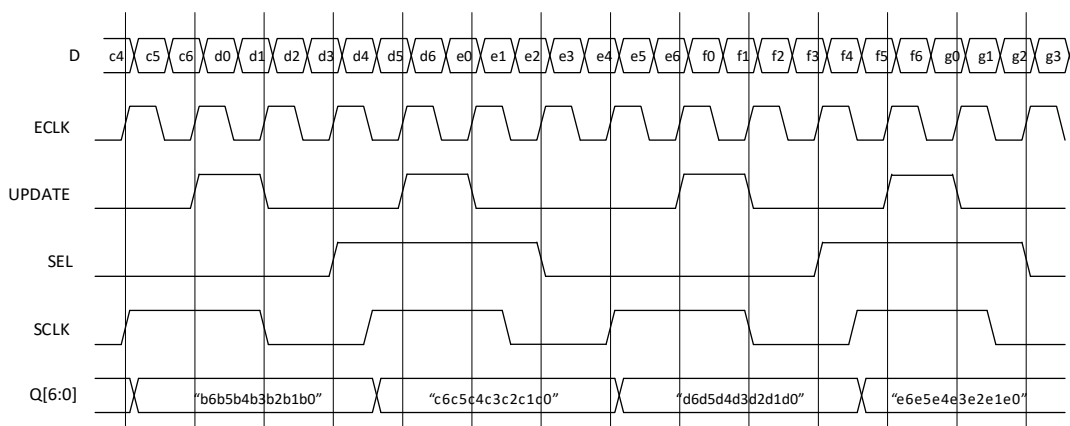 D c4 c5 c6 d0 d1 d2 d3 d4 d5 d6 e0 e1 e2 e3 e4 e5 e6 f0 f1 f2 f3 f4 f5 f6 g0 g1 g2 g3
ECLK
UPDATE
SEL
SCLK
Q[6:0] “b6b5b4b3b2b1b0” “c6c5c4c3c2c1c0” “d6d5d4d3d2d1d0” “e6e5e4e3e2e1e0”